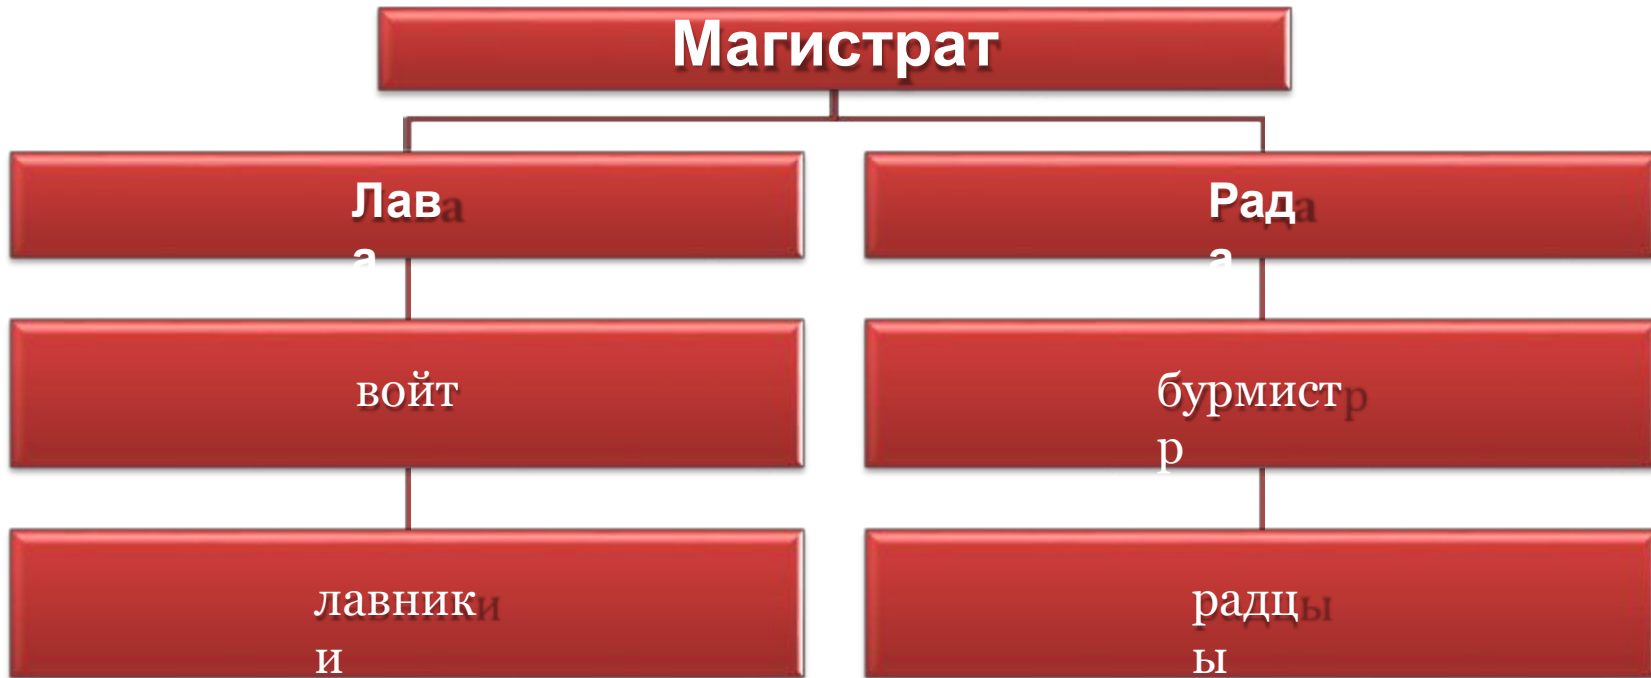 Магистрат
Лав
а
Рад
а
войт
бурмист
р
лавник
и
радц
ы